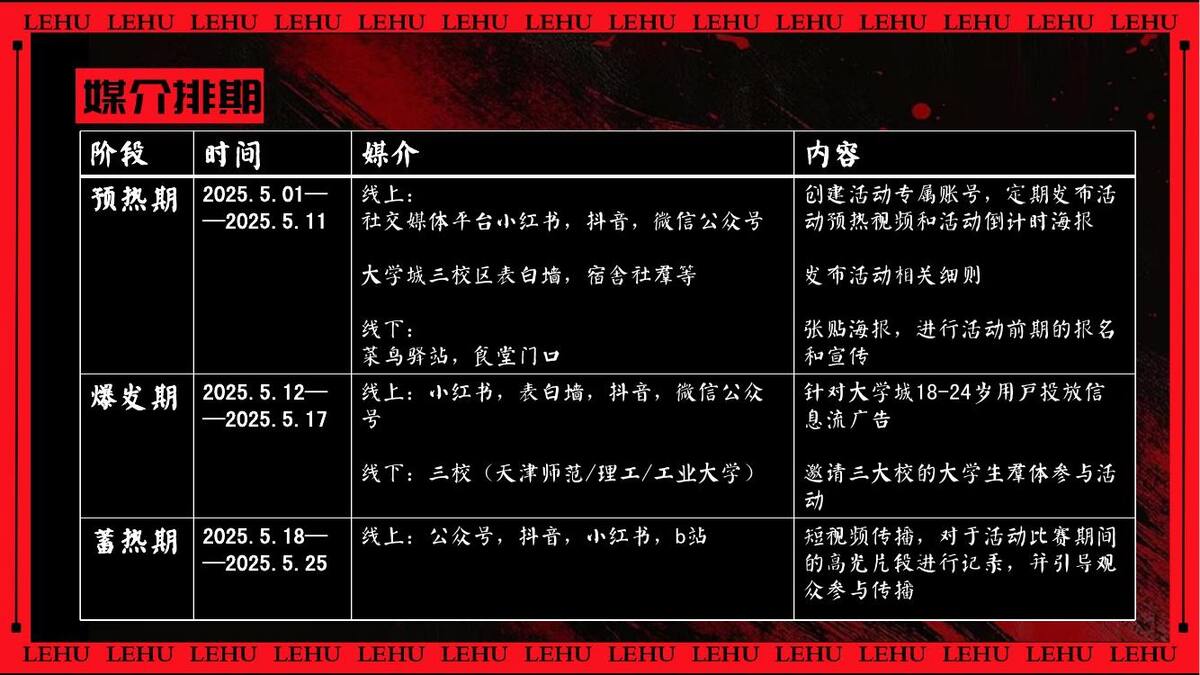 LEHU LEHU LEHU LEHU LEHU LEHU LEHU LEHU LEHU LEHU LEHU LEHU LEHU LEHU
媒介排期
阶段 时间 媒介 内容
预热期
2025.5.01—
—2025.5.11
线上：
社交媒体平台小红书，抖音，微信公众号
大学城三校区表白墙，宿舍社群等
线下：
菜鸟驿站，食堂门口
创建活动专属账号，定期发布活
动预热视频和活动倒计时海报
发布活动相关细则
张贴海报，进行活动前期的报名
和宣传
爆发期
2025.5.12—
—2025.5.17
线上：小红书，表白墙，抖音，微信公众
号
线下：三校（天津师范/理工/工业大学）
针对大学城18-24岁用户投放信
息流广告
邀请三大校的大学生群体参与活
动
蓄热期
2025.5.18—
—2025.5.25
线上：公众号，抖音，小红书，b站
短视频传播，对于活动比赛期间
的高光片段进行记录，并引导观
众参与传播
LEHU LEHU LEHU LEHU LEHU LEHU LEHU LEHU LEHU LEHU LEHU LEHU LEHU LEHU